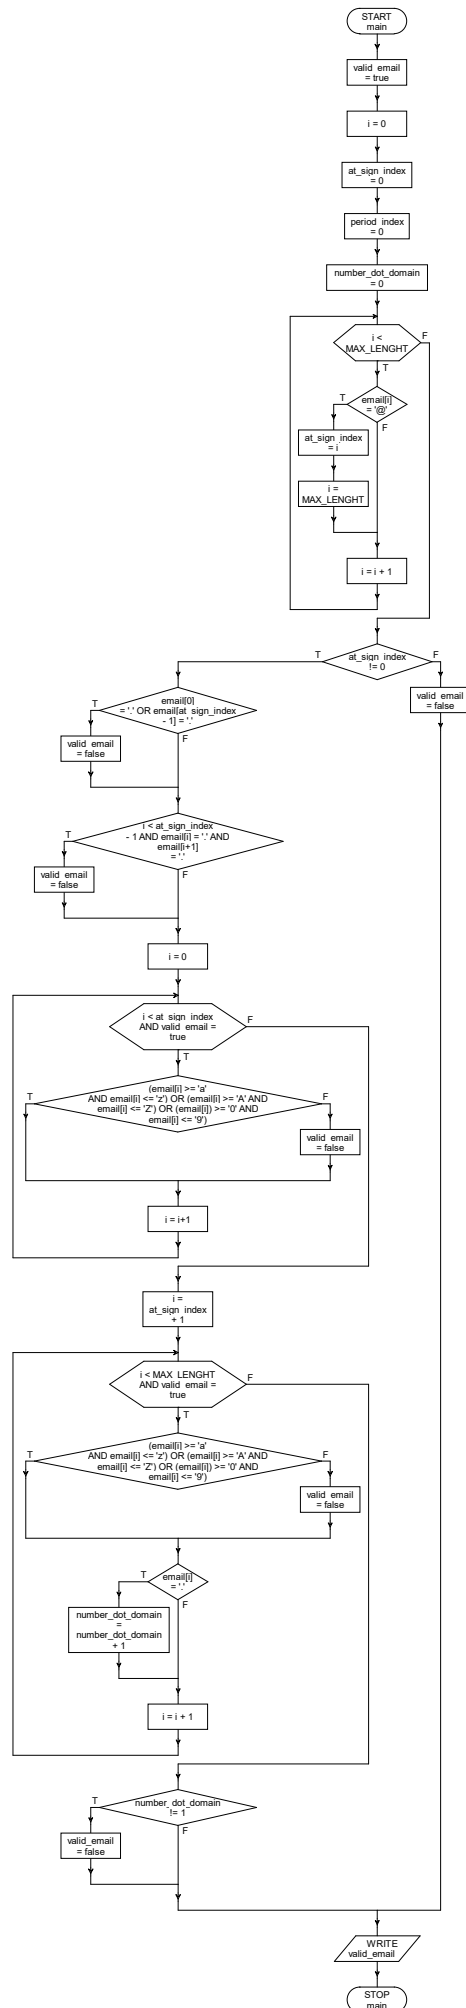 START
main
valid_email
= true
i = 0
at_sign_index
= 0
period_index
= 0
number_dot_domain
= 0
i <
MAX_LENGHT
F
T
email[i]
= '@'
T
F
at_sign_index
= i
i =
MAX_LENGHT
i = i + 1
at_sign_index
!= 0
T
F
valid_email
= false
email[0]
= '.' OR email[at_sign_index
- 1] = '.'
T
F
valid_email
= false
i < at_sign_index
- 1 AND email[i] = '.' AND
email[i+1]
= '.'
T
F
valid_email
= false
i = 0
i < at_sign_index
AND valid_email =
true
F
T
(email[i] >= 'a'
AND email[i] <= 'z') OR (email[i] >= 'A' AND
email[i] <= 'Z') OR (email[i]) >= '0' AND
email[i] <= '9')
T
F
valid_email
= false
i = i+1
i =
at_sign_index
+ 1
i < MAX_LENGHT
AND valid_email =
true
F
T
(email[i] >= 'a'
AND email[i] <= 'z') OR (email[i] >= 'A' AND
email[i] <= 'Z') OR (email[i]) >= '0' AND
email[i] <= '9')
T
F
valid_email
= false
email[i]
= '.'
T
F
number_dot_domain
=
number_dot_domain
+ 1
i = i + 1
number_dot_domain
!= 1
T
F
valid_email
= false
WRITE
valid_email
STOP
main